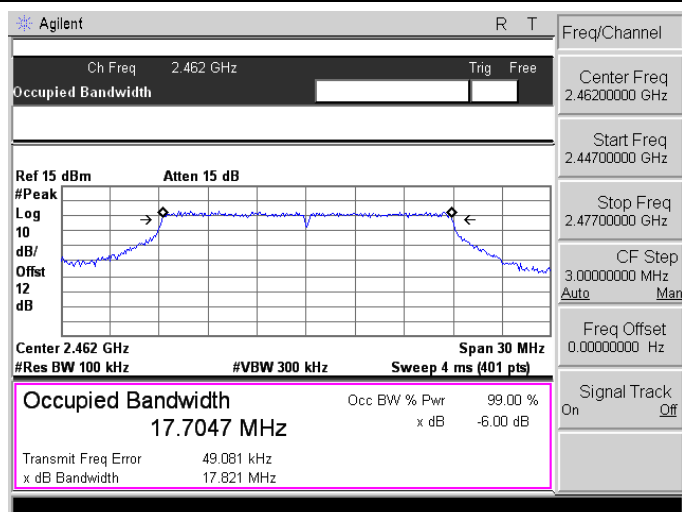 Agilent R T
Ch Freq 2.462 GHz Trig Free
Occupied Bandwidth
Ref 15 dBm Atten 15 dB
#Peak
Log
10
dB/
Offst
12
dB
Center 2.462 GHz Span 30 MHz
#Res BW 100 kHz #VBW 300 kHz Sweep 4 ms (401 pts)
Occupied Bandwidth
17.7047 MHz
Occ BW % Pwr 99.00 %
x dB -6.00 dB
Transmit Freq Error 49.081 kHz
x dB Bandwidth 17.821 MHz
Freq/Channel
Center Freq
2.46200000 GHz
Start Freq
2.44700000 GHz
Stop Freq
2.47700000 GHz
CF Step
3.00000000 MHz
Auto Man
Freq Offset
0.00000000 Hz
Signal Track
On Off